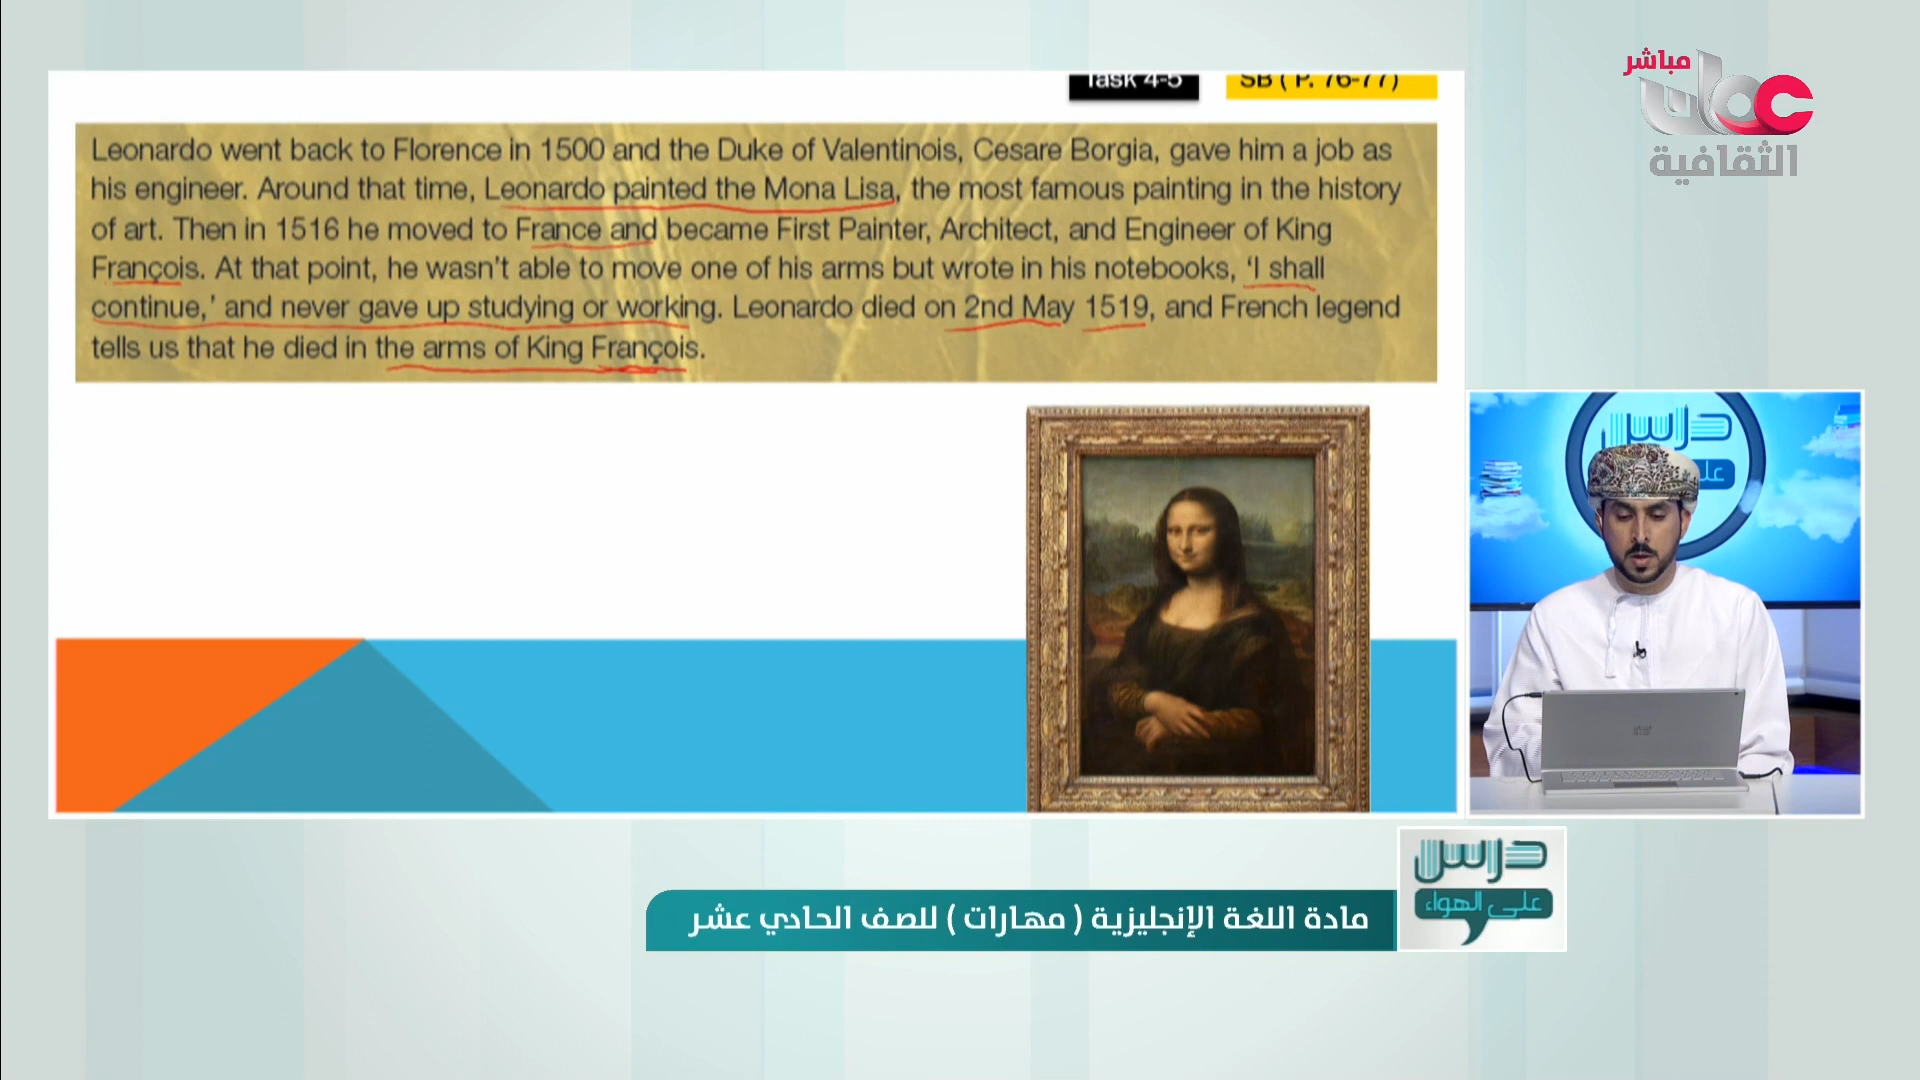 مباشر
عمان
الثقافية
Task 4-5
SB ( P. 76-77)
Leonardo went back to Florence in 1500 and the Duke of Valentinois, Cesare Borgia, gave him a job as
his engineer. Around that time, Leonardo painted the Mona Lisa, the most famous painting in the history
of art. Then in 1516 he moved to France and became First Painter, Architect, and Engineer of King
François. At that point, he wasn't able to move one of his arms but wrote in his notebooks, ‘I shall
continue,’ and never gave up studying or working. Leonardo died on 2nd May 1519, and French legend
tells us that he died in the arms of King François.
درس
درس
على الهواء
مادة اللغة الإنجليزية ( مهارات ) للصف الحادي عشر